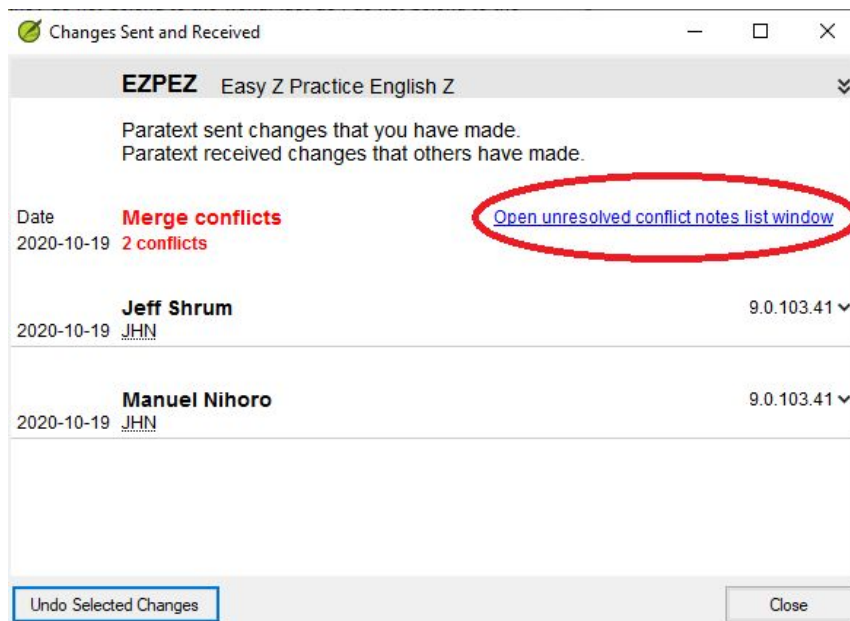 Changes Sent and Received
EZPEZ Easy Z Practice English Z
Paratext sent changes that you have made.
Paratext received changes that others have made.
Date Merge conflicts Open unresolved conflict notes list window
2020-10-19 2 conflicts
Jeff Shrum 9.0.103.41
2020-10-19 JHN
Manuel Nihoro 9.0.103.41
2020-10-19 JHN
Undo Selected Changes Close